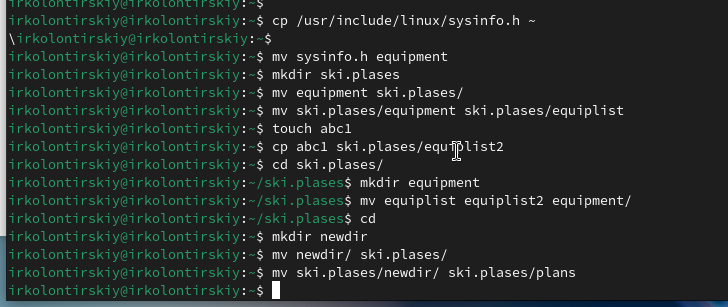 irkolontirskiy@irkolontirskiy:~$
irkolontirskiy@irkolontirskiy:~$ cp /usr/include/linux/sysinfo.h ~
\irkolontirskiy@irkolontirskiy:~$
irkolontirskiy@irkolontirskiy:~$ mv sysinfo.h equipment
irkolontirskiy@irkolontirskiy:~$ mkdir ski.plases
irkolontirskiy@irkolontirskiy:~$ mv equipment ski.plases/
irkolontirskiy@irkolontirskiy:~$ mv ski.plases/equipment ski.plases/equiplist
irkolontirskiy@irkolontirskiy:~$ touch abc1
irkolontirskiy@irkolontirskiy:~$ cp abc1 ski.plases/equiplist2
irkolontirskiy@irkolontirskiy:~$ cd ski.plases/
irkolontirskiy@irkolontirskiy:~/ski.plases$ mkdir equipment
irkolontirskiy@irkolontirskiy:~/ski.plases$ mv equiplist equiplist2 equipment/
irkolontirskiy@irkolontirskiy:~/ski.plases$ cd
irkolontirskiy@irkolontirskiy:~$ mkdir newdir
irkolontirskiy@irkolontirskiy:~$ mv newdir/ ski.plases/
irkolontirskiy@irkolontirskiy:~$ mv ski.plases/newdir/ ski.plases/plans
irkolontirskiy@irkolontirskiy:~$